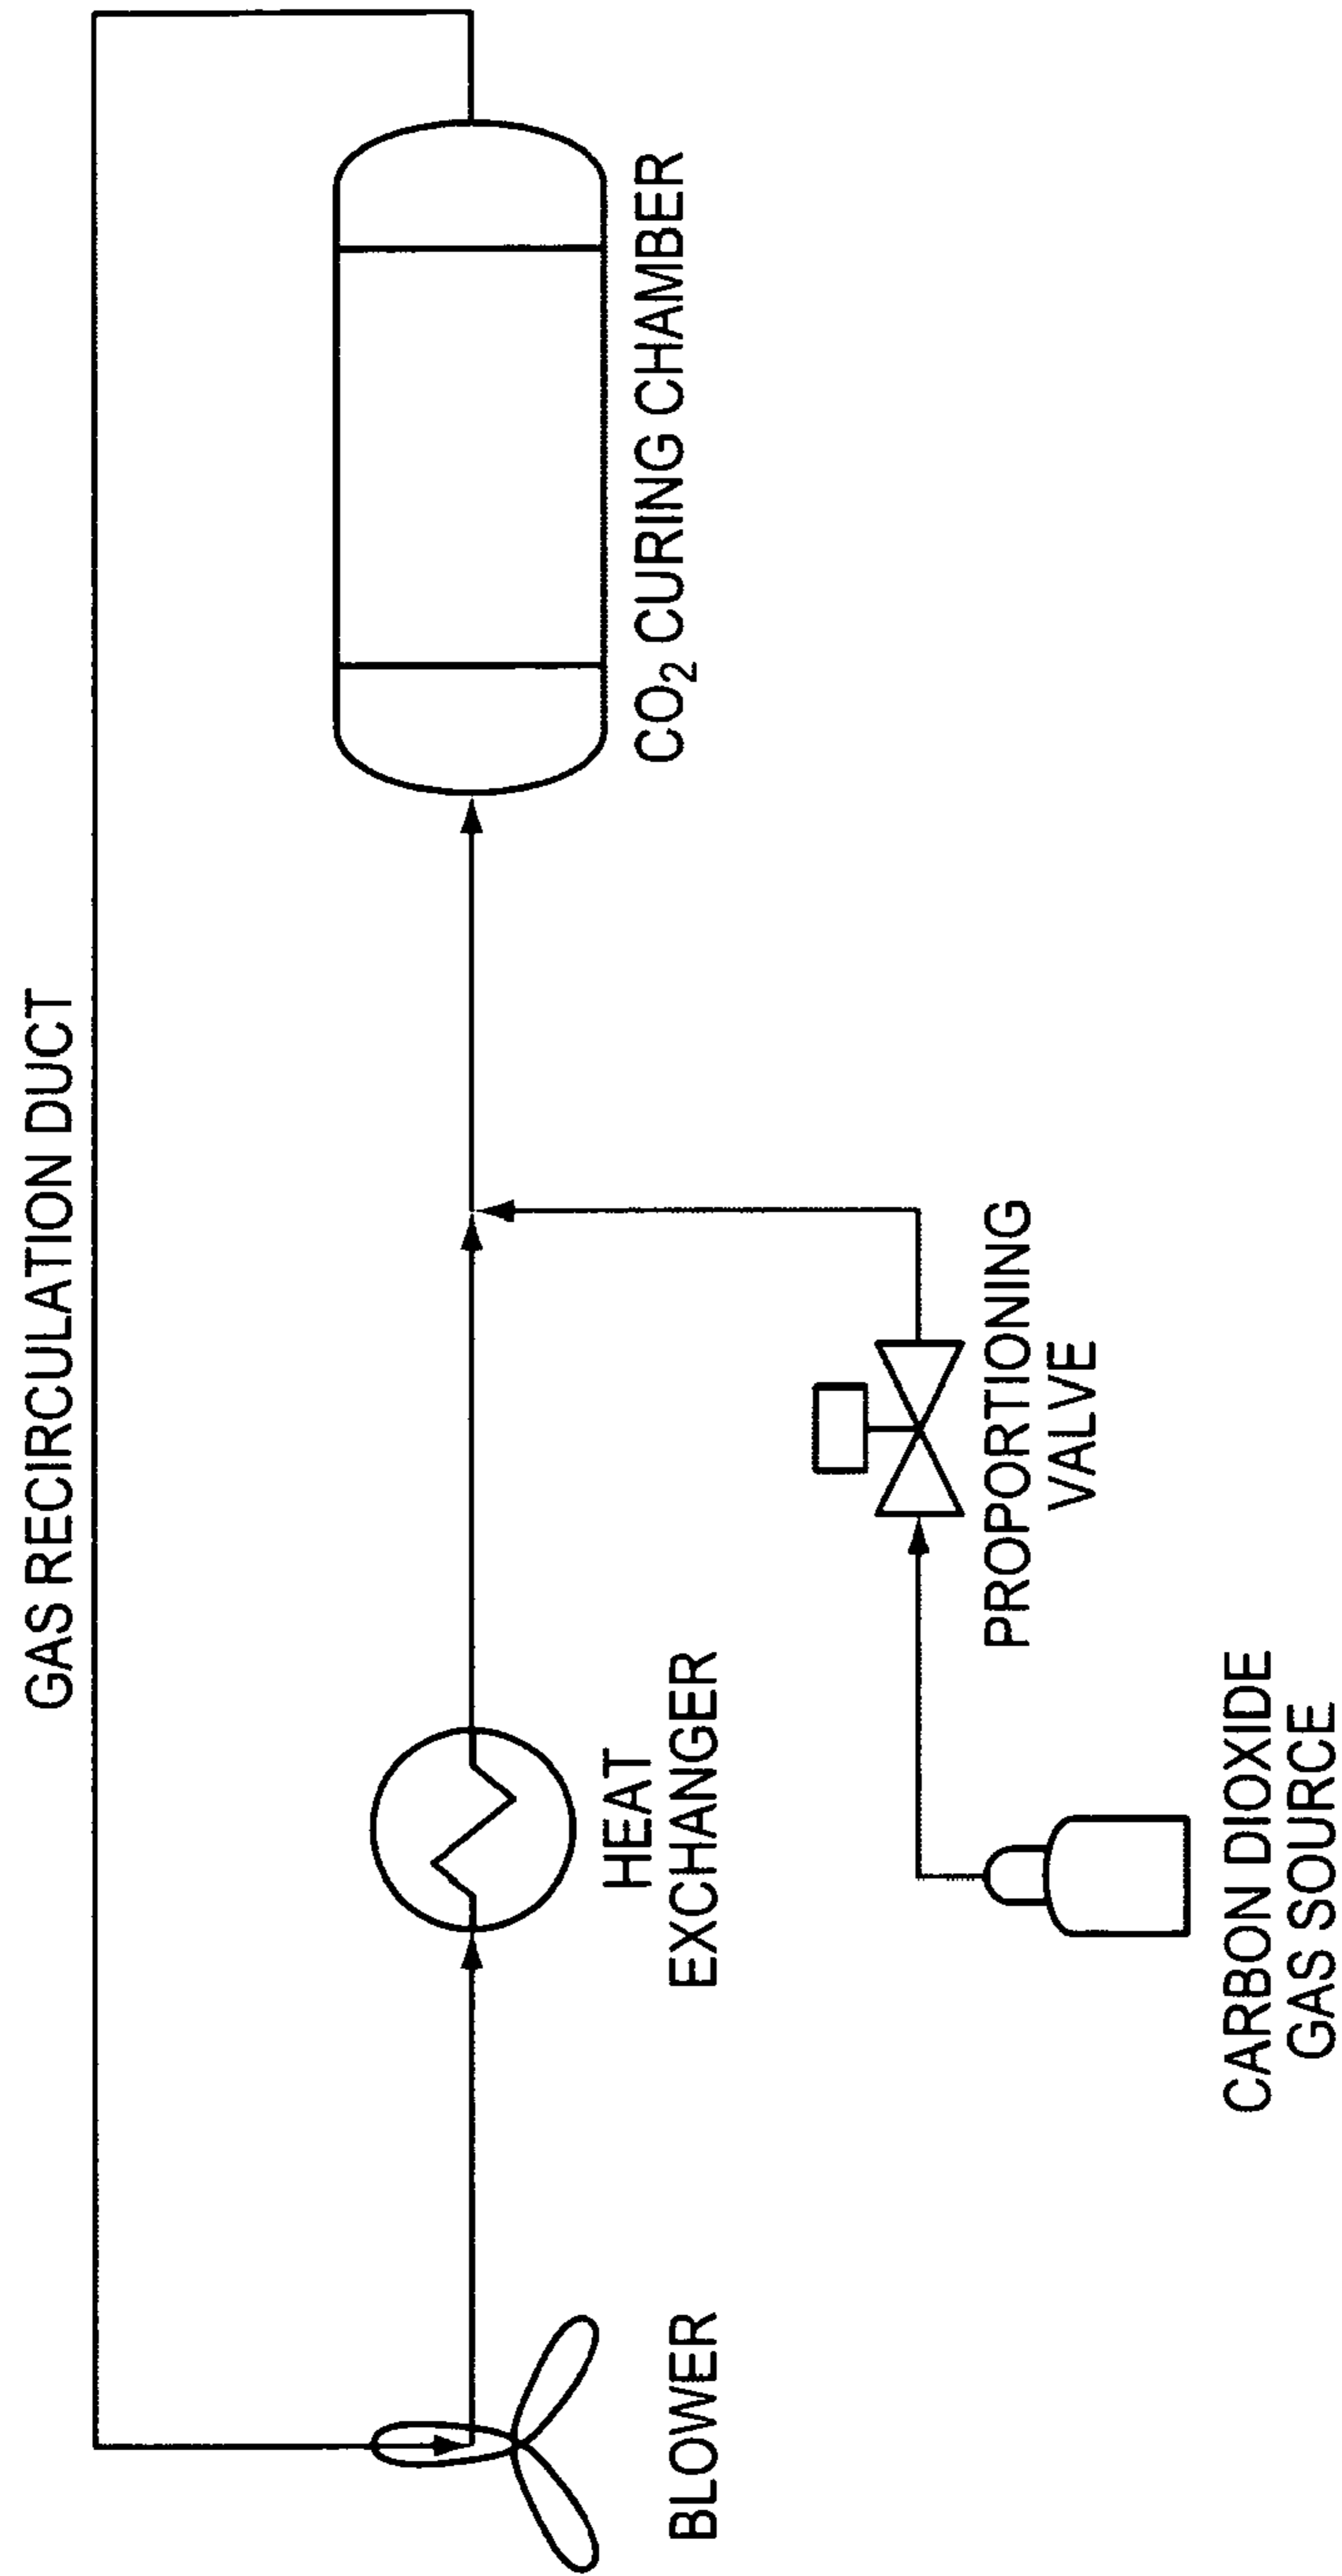 GAS RECIRCULATION DUCT
CO₂ CURING CHAMBER
HEAT
EXCHANGER
BLOWER
PROPORTIONING
VALVE
CARBON DIOXIDE
GAS SOURCE